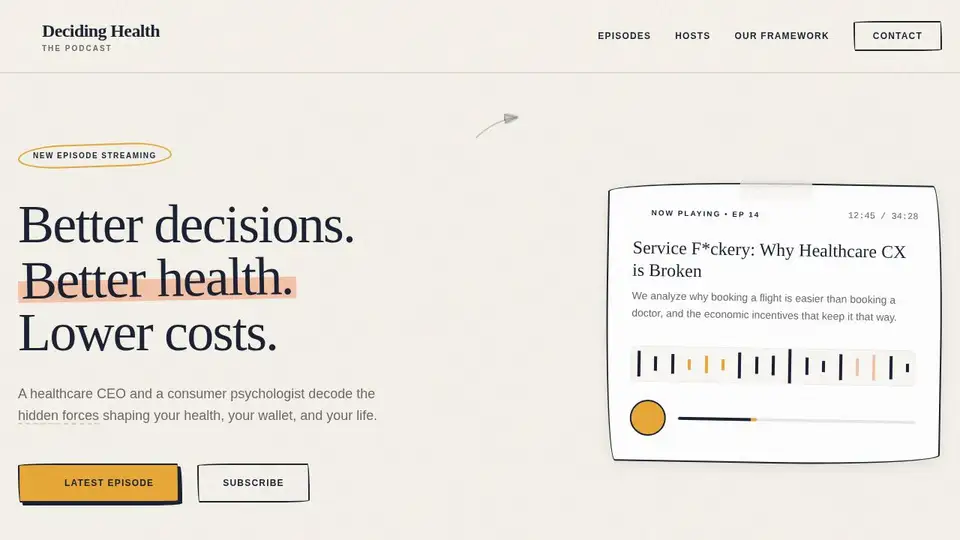 Deciding Health
THE PODCAST
EPISODES
HOSTS
OUR FRAMEWORK
CONTACT
NEW EPISODE STREAMING
Better decisions.
Better health.
Lower costs.
A healthcare CEO and a consumer psychologist decode the
hidden forces shaping your health, your wallet, and your life.
LATEST EPISODE
SUBSCRIBE
NOW PLAYING • EP 14
12:45 / 34:28
Service F*ckery: Why Healthcare CX
is Broken
We analyze why booking a flight is easier than booking a
doctor, and the economic incentives that keep it that way.